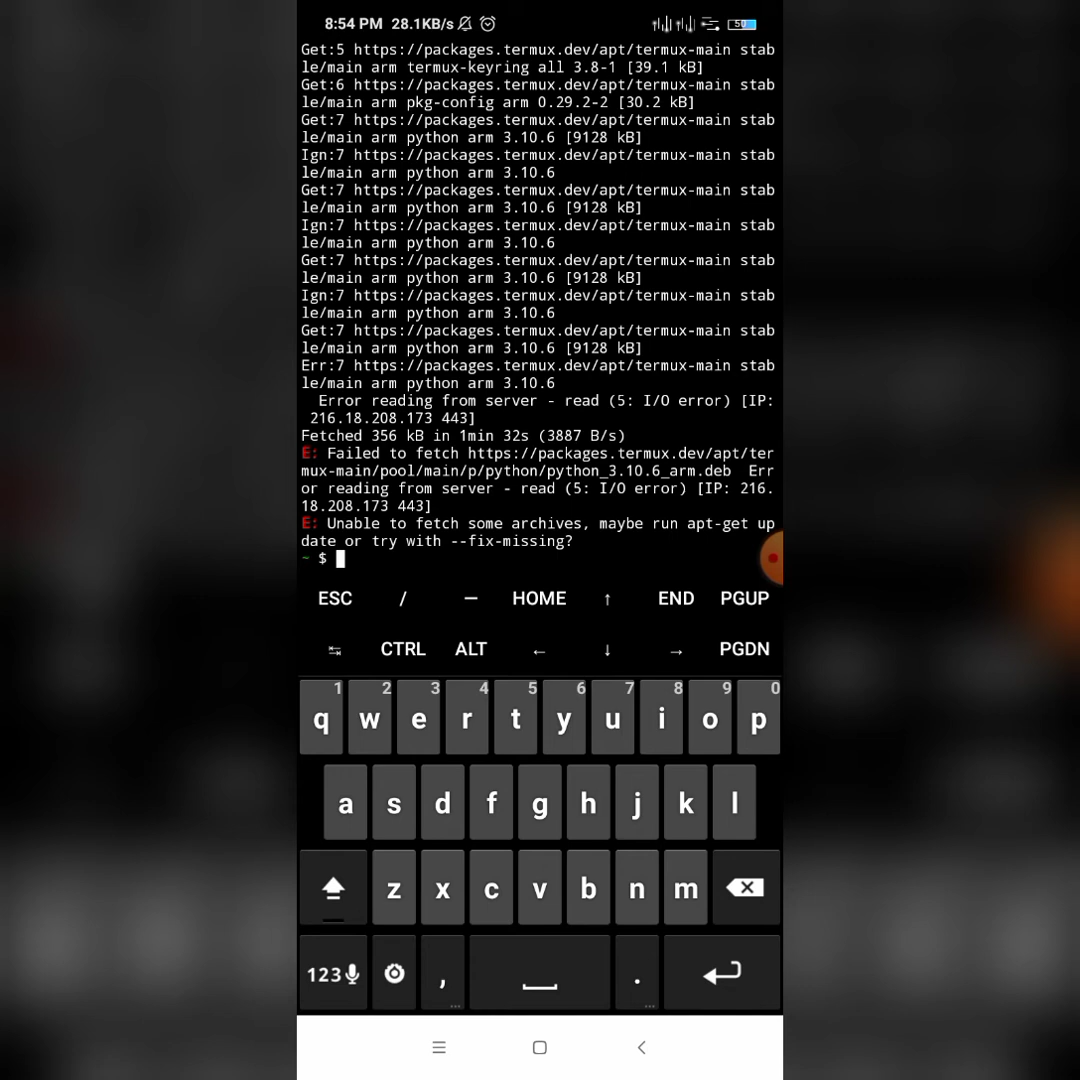 8:54 PM 28.1KB/s 50
Get:5 https://packages.termux.dev/apt/termux-main stab
le/main arm termux-keyring all 3.8-1 [39.1 kB]
Get:6 https://packages.termux.dev/apt/termux-main stab
le/main arm pkg-config arm 0.29.2-2 [30.2 kB]
Get:7 https://packages.termux.dev/apt/termux-main stab
le/main arm python arm 3.10.6 [9128 kB]
Ign:7 https://packages.termux.dev/apt/termux-main stab
le/main arm python arm 3.10.6
Get:7 https://packages.termux.dev/apt/termux-main stab
le/main arm python arm 3.10.6 [9128 kB]
Ign:7 https://packages.termux.dev/apt/termux-main stab
le/main arm python arm 3.10.6
Get:7 https://packages.termux.dev/apt/termux-main stab
le/main arm python arm 3.10.6 [9128 kB]
Ign:7 https://packages.termux.dev/apt/termux-main stab
le/main arm python arm 3.10.6
Get:7 https://packages.termux.dev/apt/termux-main stab
le/main arm python arm 3.10.6 [9128 kB]
Err:7 https://packages.termux.dev/apt/termux-main stab
le/main arm python arm 3.10.6
Error reading from server - read (5: I/O error) [IP:
216.18.208.173 443]
Fetched 356 kB in 1min 32s (3887 B/s)
E: Failed to fetch https://packages.termux.dev/apt/ter
mux-main/pool/main/p/python/python_3.10.6_arm.deb  Err
or reading from server - read (5: I/O error) [IP: 216.
18.208.173 443]
E: Unable to fetch some archives, maybe run apt-get up
date or try with --fix-missing?
~ $
ESC / — HOME ↑ END PGUP
↹ CTRL ALT ← ↓ → PGDN
1 2 3 4 5 6 7 8 9 0
q w e r t y u i o p
a s d f g h j k l
z x c v b n m
123 , .